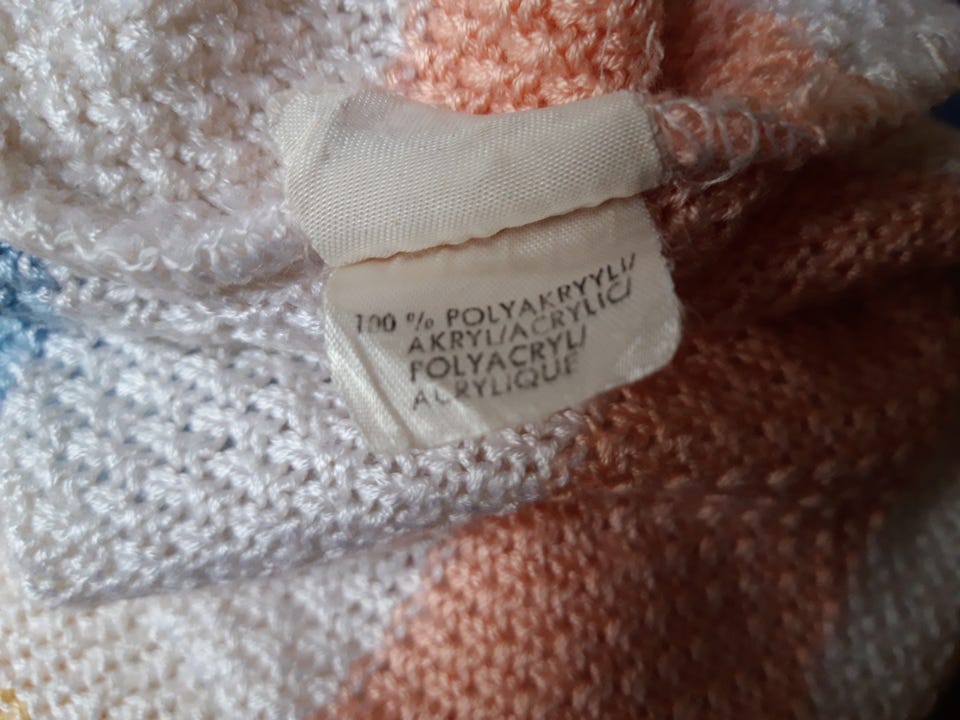 100 % POLYAKRYYLI/
AKRYL/ACRYLIC/
POLYACRYL/
ACRYLIQUE